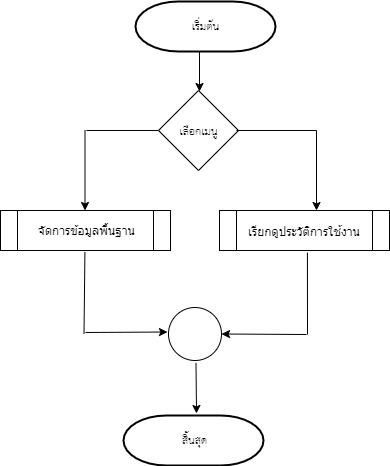 เริ่มต้น
เลือกเมนู
จัดการข้อมูลพื้นฐาน
เรียกดูประวัติการใช้งาน
สิ้นสุด